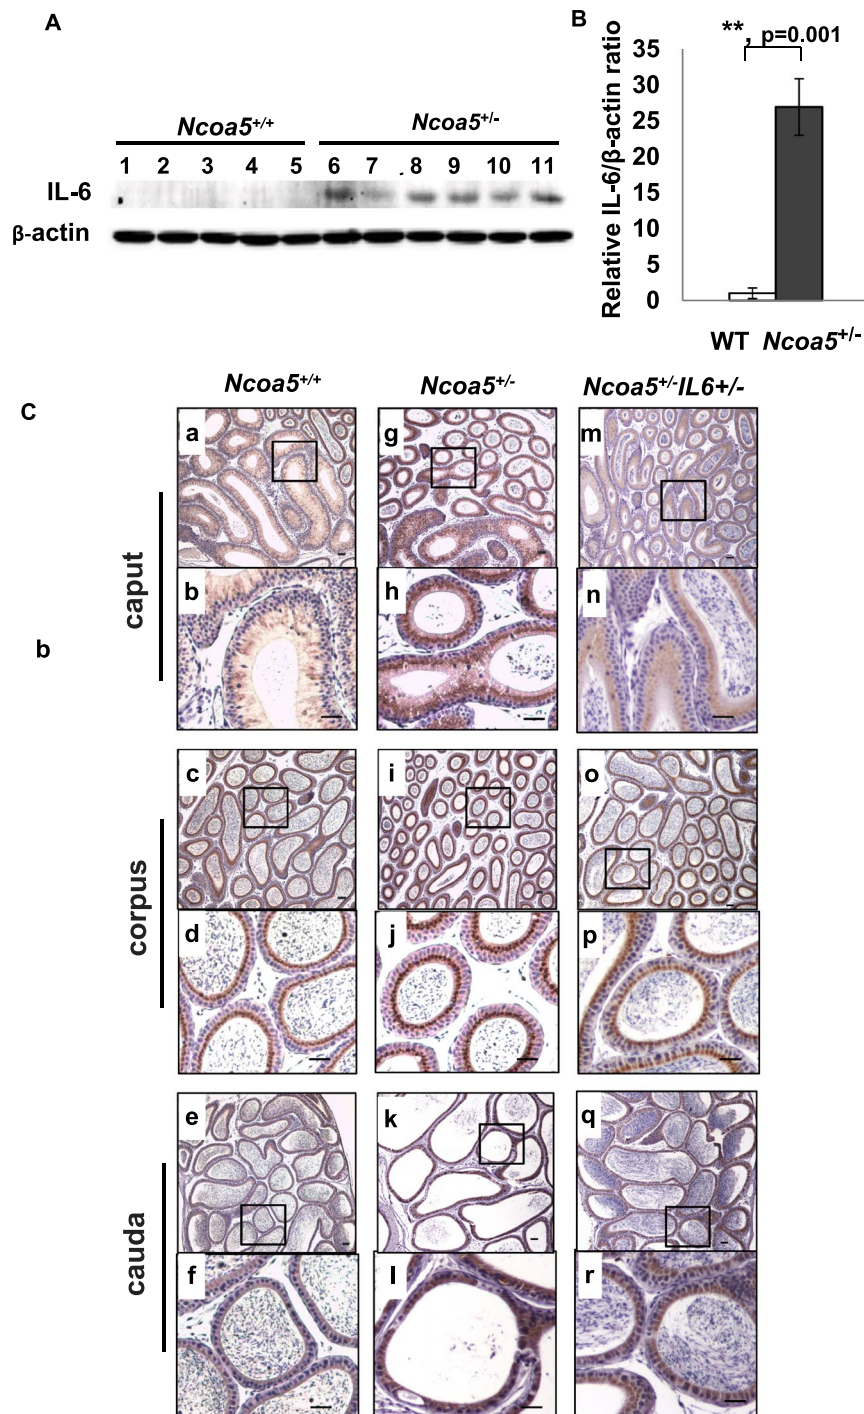 A
Ncoa5+/+ Ncoa5+/-
1 2 3 4 5 6 7 8 9 10 11
IL-6
β-actin
B
**, p=0.001
Relative IL-6/β-actin ratio
35
30
25
20
15
10
5
0
WT Ncoa5+/-
C
Ncoa5+/+ Ncoa5+/- Ncoa5+/-IL6+/-
caput
a g m
b h n
b
corpus
c i o
d j p
cauda
e k q
f l r